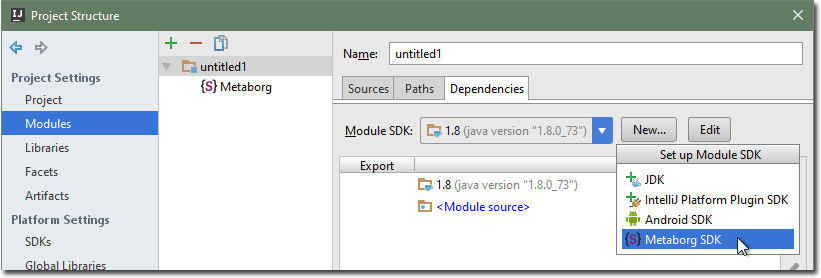 IJ Project Structure
Project Settings
Project
Modules
Libraries
Facets
Artifacts
Platform Settings
SDKs
Global Libraries
untitled1
{S} Metaborg
Name: untitled1
Sources Paths Dependencies
Module SDK: 1.8 (java version "1.8.0_73") New... Edit
Export
1.8 (java version "1.8.0_73")
<Module source>
Set up Module SDK
JDK
IntelliJ Platform Plugin SDK
Android SDK
{S} Metaborg SDK